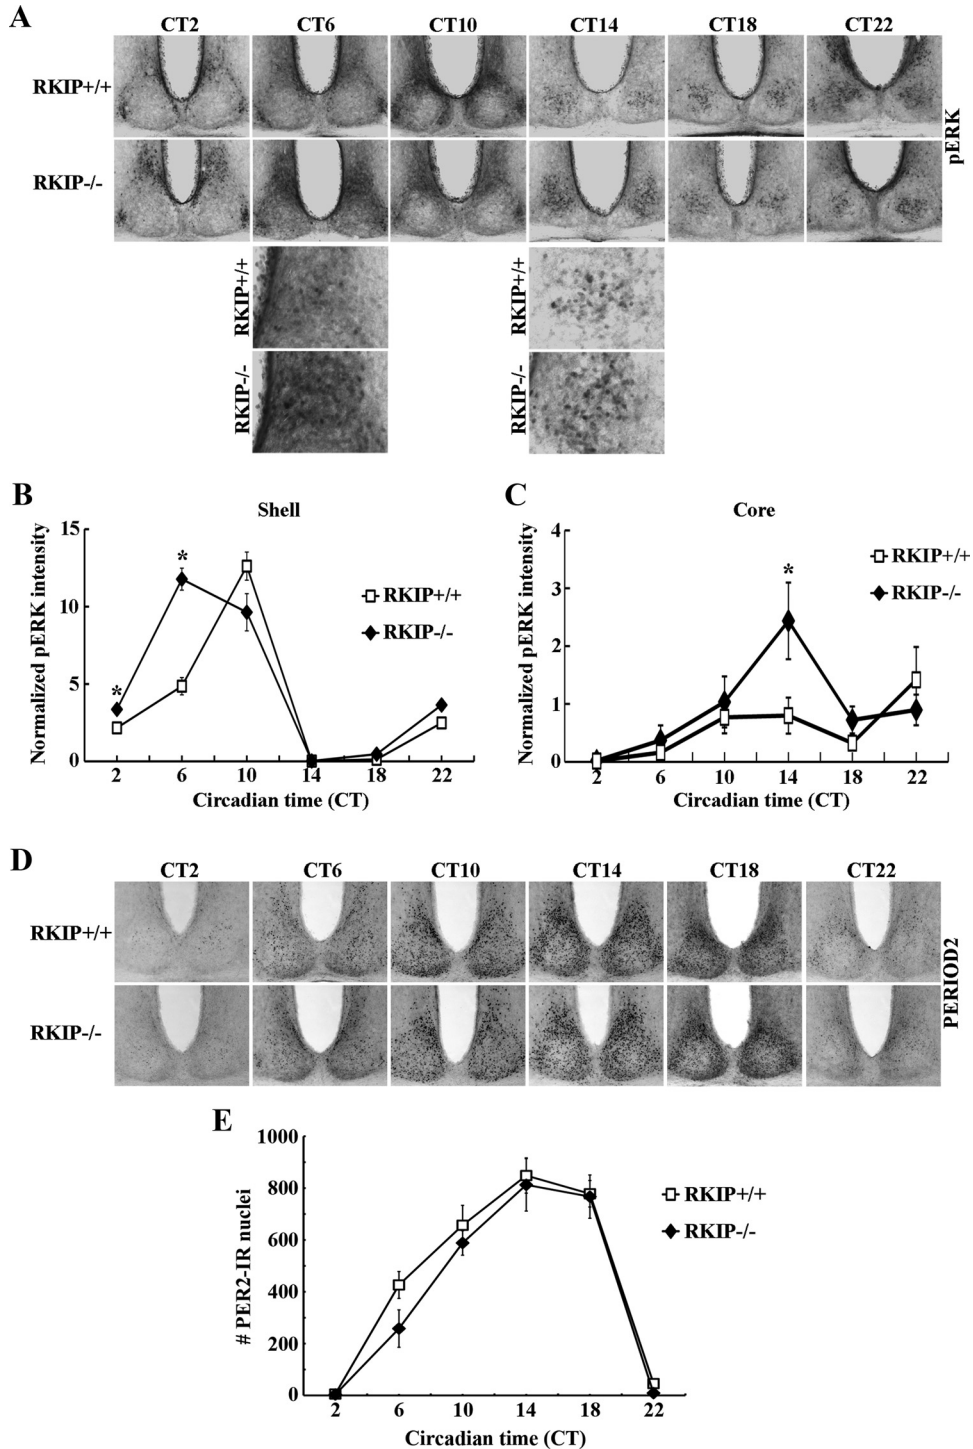 A
CT2 CT6 CT10 CT14 CT18 CT22
RKIP+/+
RKIP-/-
pERK
RKIP+/+
RKIP-/-
RKIP+/+
RKIP-/-
B
Shell
Normalized pERK intensity
15
10
5
0
*
*
RKIP+/+
RKIP-/-
2 6 10 14 18 22
Circadian time (CT)
C
Core
Normalized pERK intensity
4
3
2
1
0
*
RKIP+/+
RKIP-/-
2 6 10 14 18 22
Circadian time (CT)
D
CT2 CT6 CT10 CT14 CT18 CT22
RKIP+/+
RKIP-/-
PERIOD2
E
# PER2-IR nuclei
1000
800
600
400
200
0
RKIP+/+
RKIP-/-
2 6 10 14 18 22
Circadian time (CT)